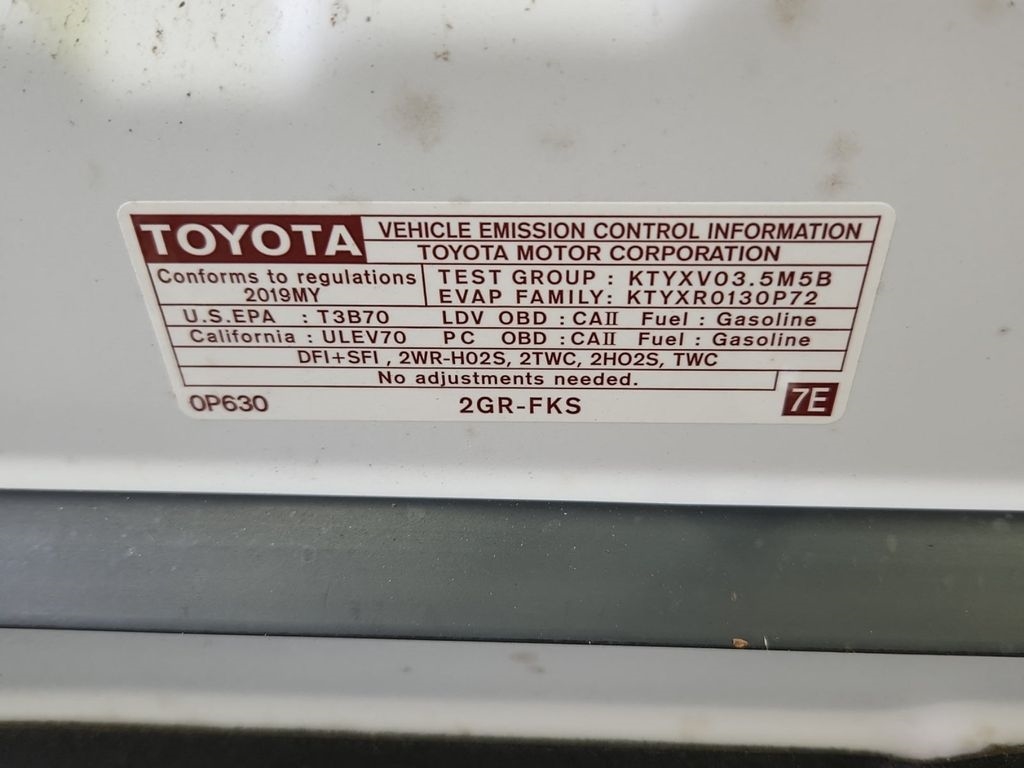 TOYOTA VEHICLE EMISSION CONTROL INFORMATION
TOYOTA MOTOR CORPORATION
Conforms to regulations TEST GROUP : KTYXV03.5M5B
2019MY EVAP FAMILY: KTYXR0130P72
U.S.EPA : T3B70 LDV OBD : CAII Fuel : Gasoline
California : ULEV70 PC OBD : CAII Fuel : Gasoline
DFI+SFI , 2WR-HO2S, 2TWC, 2HO2S, TWC
No adjustments needed.
0P630 2GR-FKS 7E